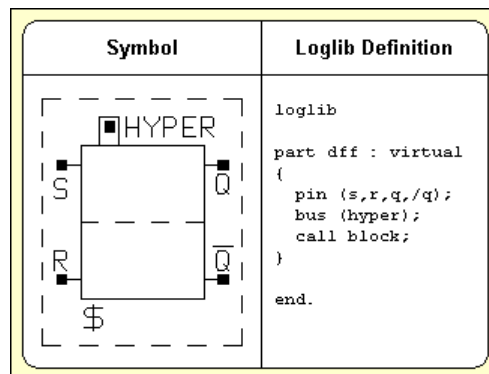 Symbol
Loglib Definition
HYPER
S
Q
R
Q̅
$
loglib
part dff : virtual
{
pin (s,r,q,/q);
bus (hyper);
call block;
}
end.